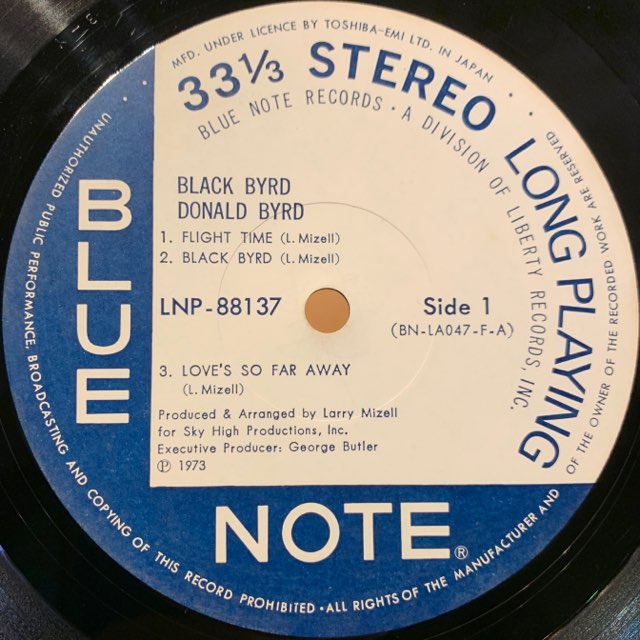 MFD. UNDER LICENCE BY TOSHIBA-EMI LTD. IN JAPAN
33⅓ STEREO LONG PLAYING
BLUE NOTE RECORDS · A DIVISION OF LIBERTY RECORDS, INC.
BLACK BYRD
DONALD BYRD
1. FLIGHT TIME (L. Mizell)
2. BLACK BYRD (L. Mizell)
LNP-88137
Side 1
(BN-LA047-F-A)
3. LOVE'S SO FAR AWAY
(L. Mizell)
Produced & Arranged by Larry Mizell
for Sky High Productions, Inc.
Executive Producer: George Butler
Ⓟ 1973
BLUE
NOTE®
UNAUTHORIZED PUBLIC PERFORMANCE, BROADCASTING AND COPYING OF THIS RECORD PROHIBITED · ALL RIGHTS OF THE MANUFACTURER AND OF THE OWNER OF THE RECORDED WORK ARE RESERVED